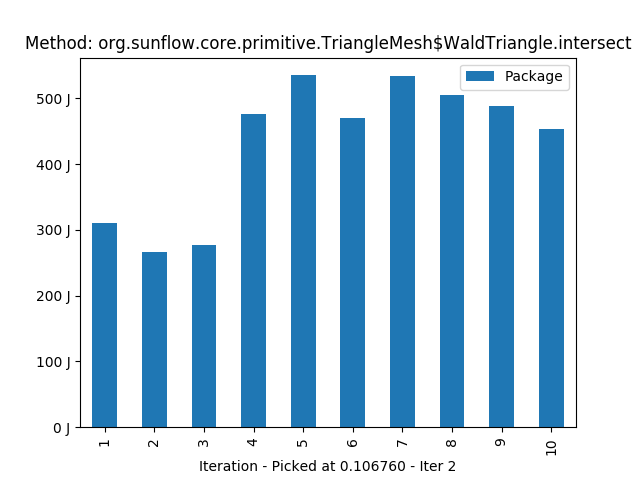 Method: org.sunflow.core.primitive.TriangleMesh$WaldTriangle.intersect
Package
500 J
400 J
300 J
200 J
100 J
0 J
1 2 3 4 5 6 7 8 9 10
Iteration - Picked at 0.106760 - Iter 2